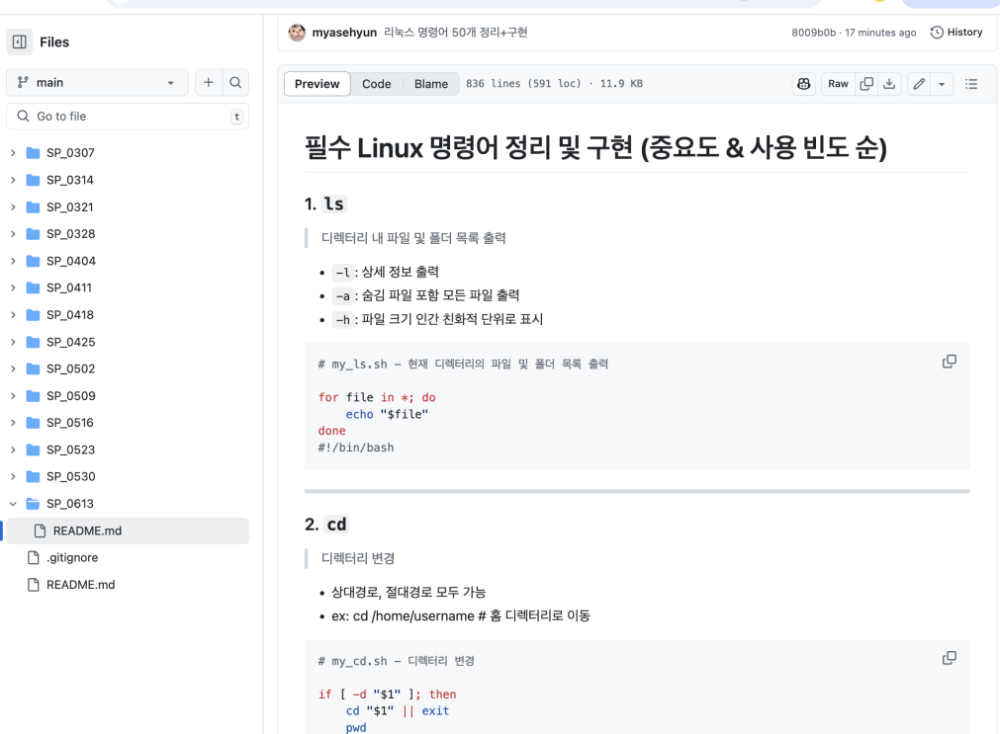 Files
main
Go to file
t
SP_0307
SP_0314
SP_0321
SP_0328
SP_0404
SP_0411
SP_0418
SP_0425
SP_0502
SP_0509
SP_0516
SP_0523
SP_0530
SP_0613
README.md
.gitignore
README.md
myasehyun 리눅스 명령어 50개 정리+구현
8009b0b · 17 minutes ago
History
Preview Code Blame 836 lines (591 loc) · 11.9 KB
Raw
필수 Linux 명령어 정리 및 구현 (중요도 & 사용 빈도 순)
1. ls
디렉터리 내 파일 및 폴더 목록 출력
• -l : 상세 정보 출력
• -a : 숨김 파일 포함 모든 파일 출력
• -h : 파일 크기 인간 친화적 단위로 표시
# my_ls.sh – 현재 디렉터리의 파일 및 폴더 목록 출력
for file in *; do
    echo "$file"
done
#!/bin/bash
2. cd
디렉터리 변경
• 상대경로, 절대경로 모두 가능
• ex: cd /home/username # 홈 디렉터리로 이동
# my_cd.sh – 디렉터리 변경
if [ -d "$1" ]; then
    cd "$1" || exit
    pwd